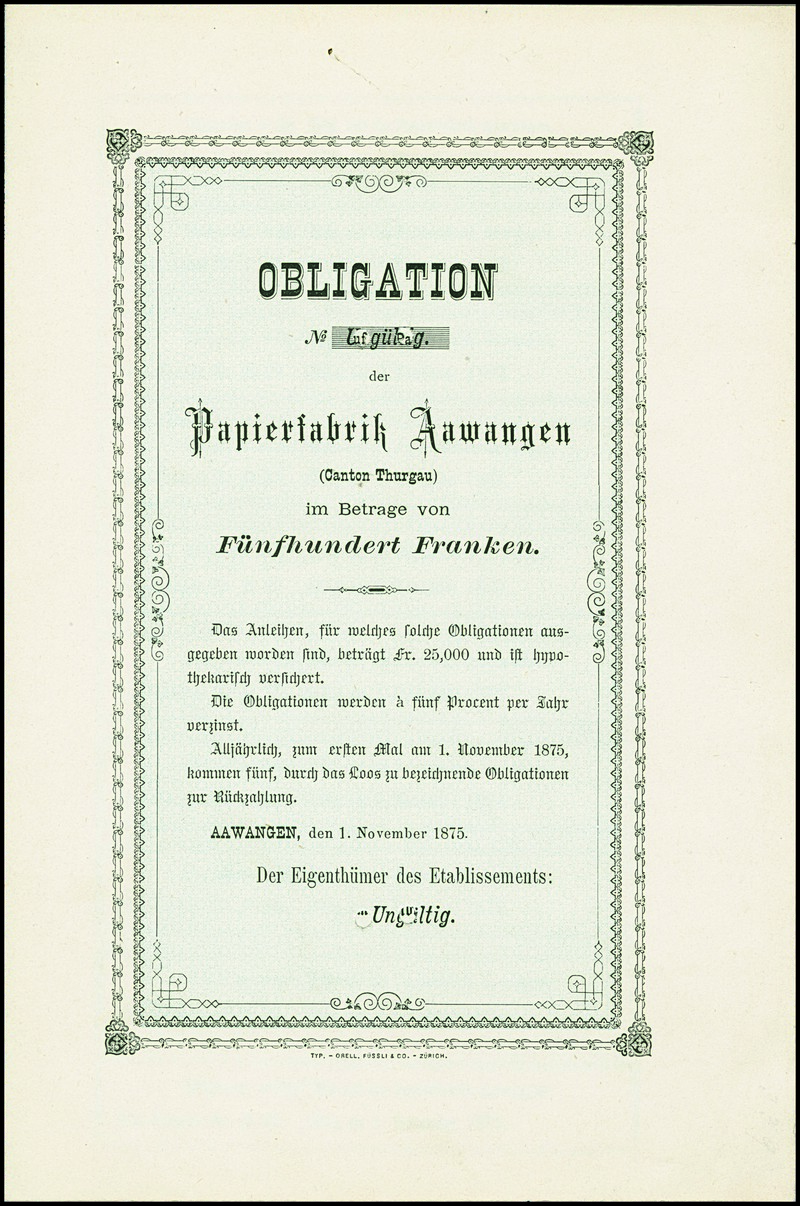 OBLIGATION
№
der
Papierfabrik Aawangen
(Canton Thurgau)
im Betrage von
Fünfhundert Franken.
Das Anleihen, für welches solche Obligationen aus-
gegeben worden sind, beträgt Fr. 25,000 und ist hypo-
thekarisch versichert.
Die Obligationen werden à fünf Procent per Jahr
verzinst.
Alljährlich, zum ersten Mal am 1. November 1875,
kommen fünf, durch das Loos zu bezeichnende Obligationen
zur Rückzahlung.
AAWANGEN, den 1. November 1875.
Der Eigenthümer des Etablissements:
Ungültig.
TYP. - ORELL, FÜSSLI & CO. - ZÜRICH.